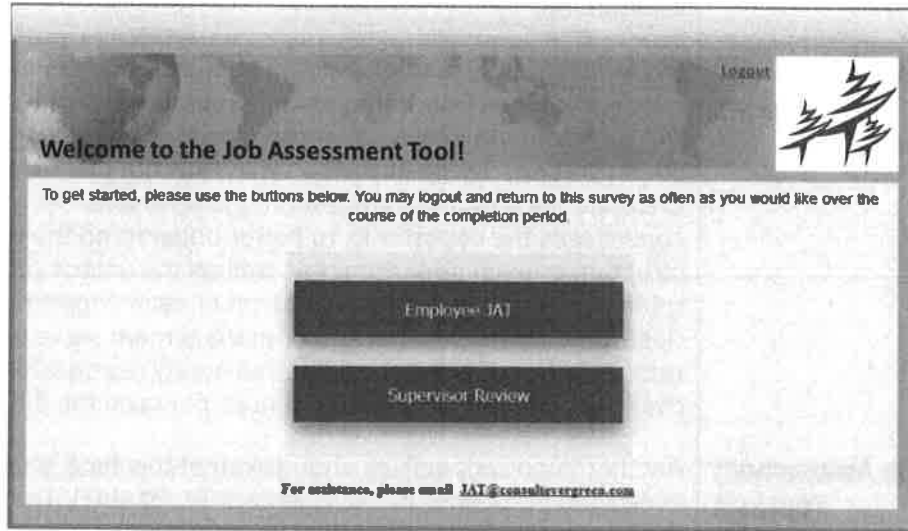 Logout
Welcome to the Job Assessment Tool!
To get started, please use the buttons below. You may logout and return to this survey as often as you would like over the
course of the completion period.
Employee JAT
Supervisor Review
For assistance, please email JAT@consultevergreen.com